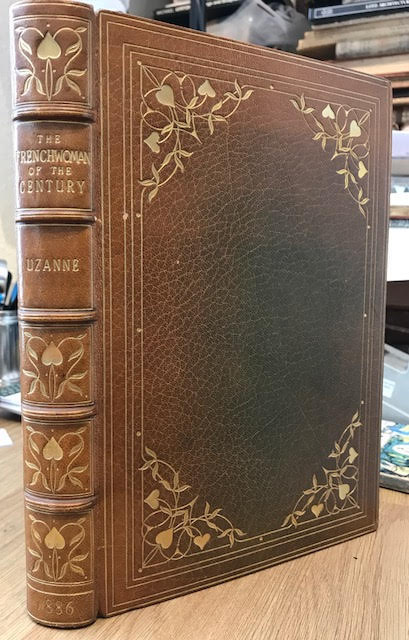 THE
FRENCHWOMAN
OF THE
CENTURY
UZANNE
1886